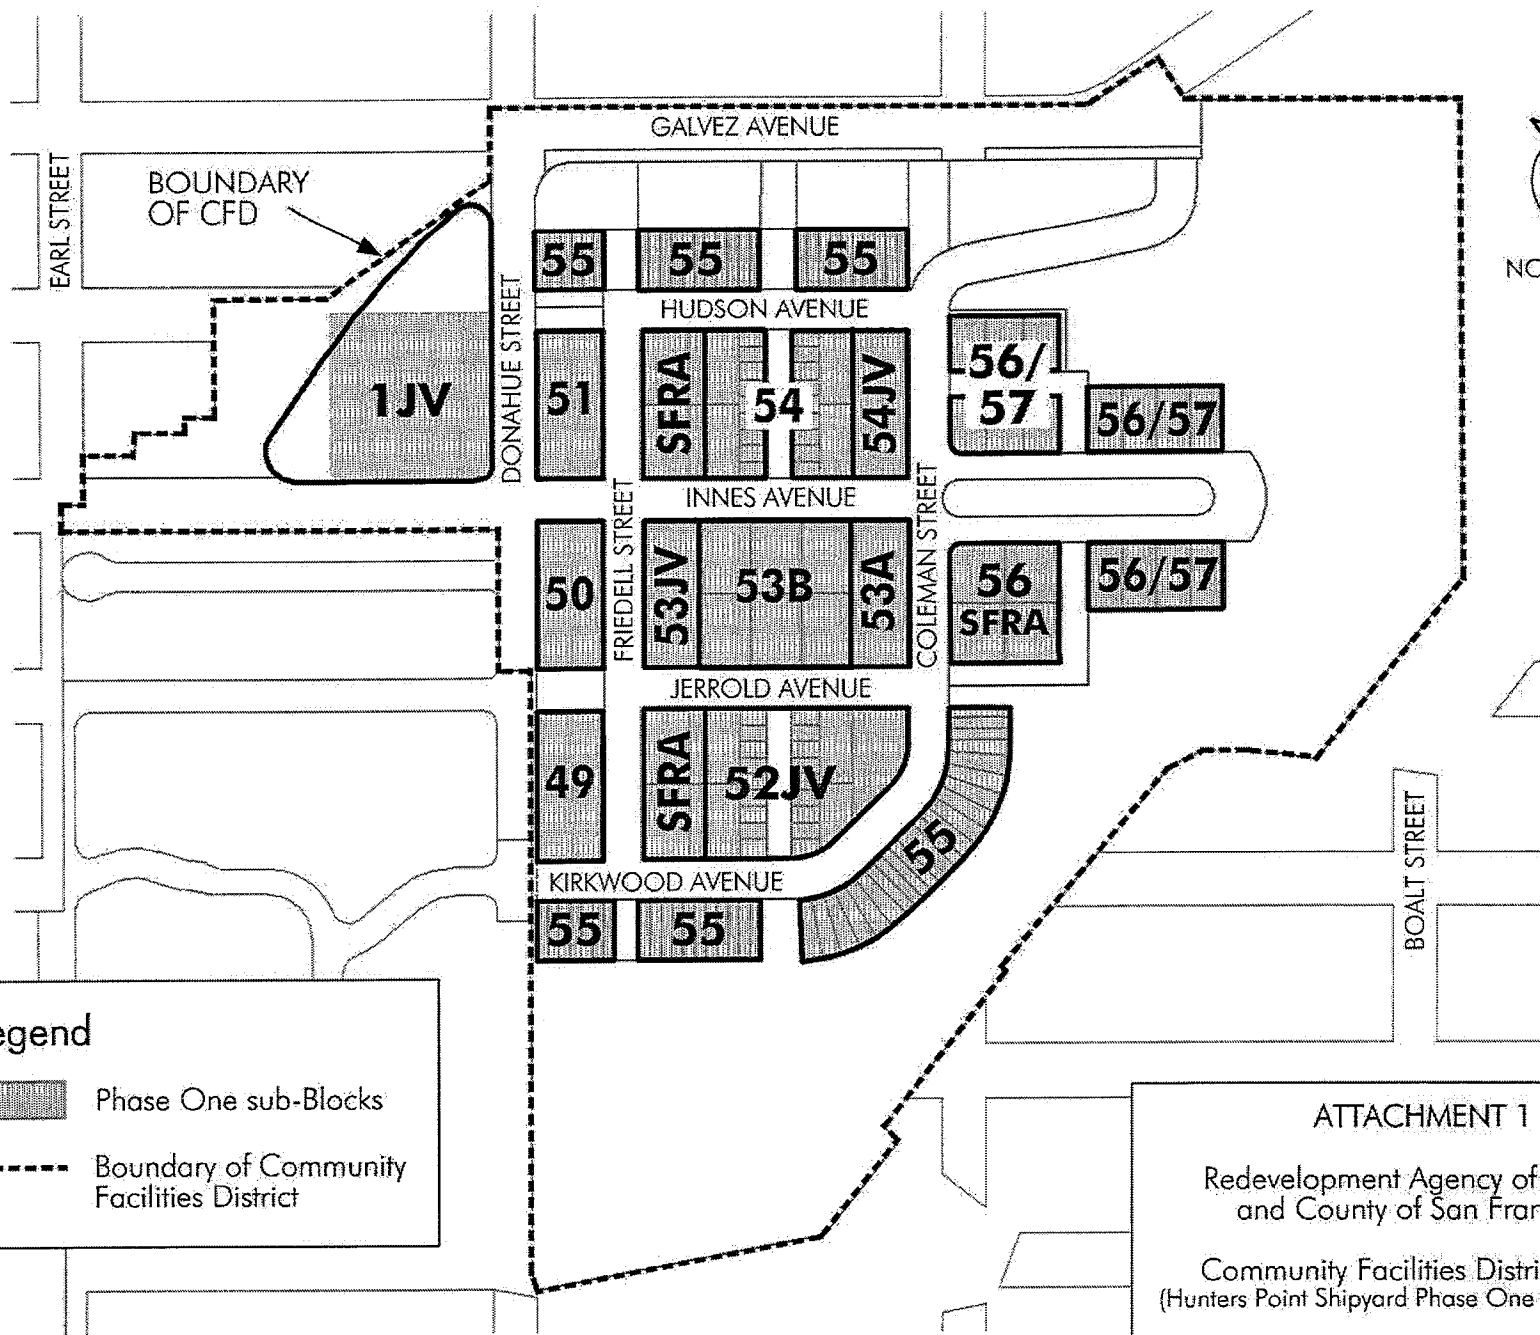 GALVEZ AVENUE
BOUNDARY
OF CFD
EARL STREET
NO
55
55
55
HUDSON AVENUE
DONAHUE STREET
1JV
51
SFRA
54
54JV
56/
57
56/57
INNES AVENUE
FRIEDELL STREET
COLEMAN STREET
50
53JV
53B
53A
56
SFRA
56/57
JERROLD AVENUE
49
SFRA
52JV
55
KIRKWOOD AVENUE
55
55
BOALT STREET
egend
Phase One sub-Blocks
Boundary of Community
Facilities District
ATTACHMENT 1
Redevelopment Agency of
and County of San Fran
Community Facilities Distri
(Hunters Point Shipyard Phase One